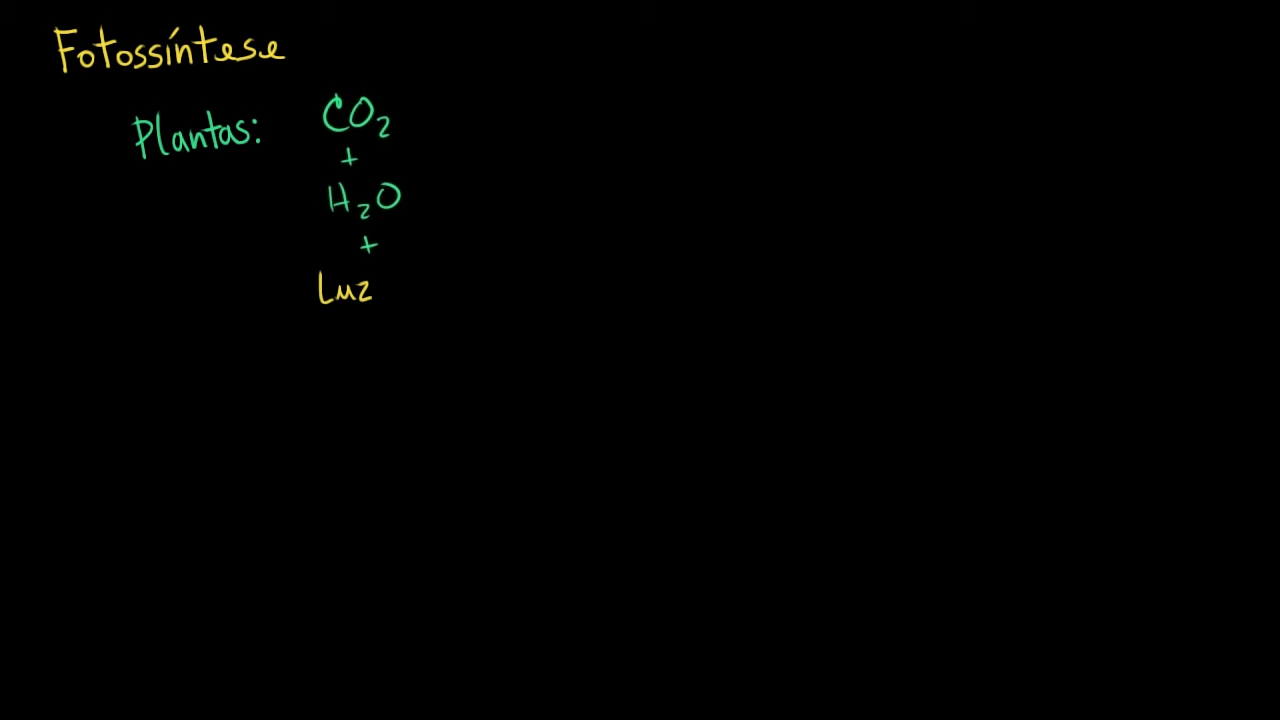 Fotossíntese
Plantas: CO₂
+
H₂O
+
Luz